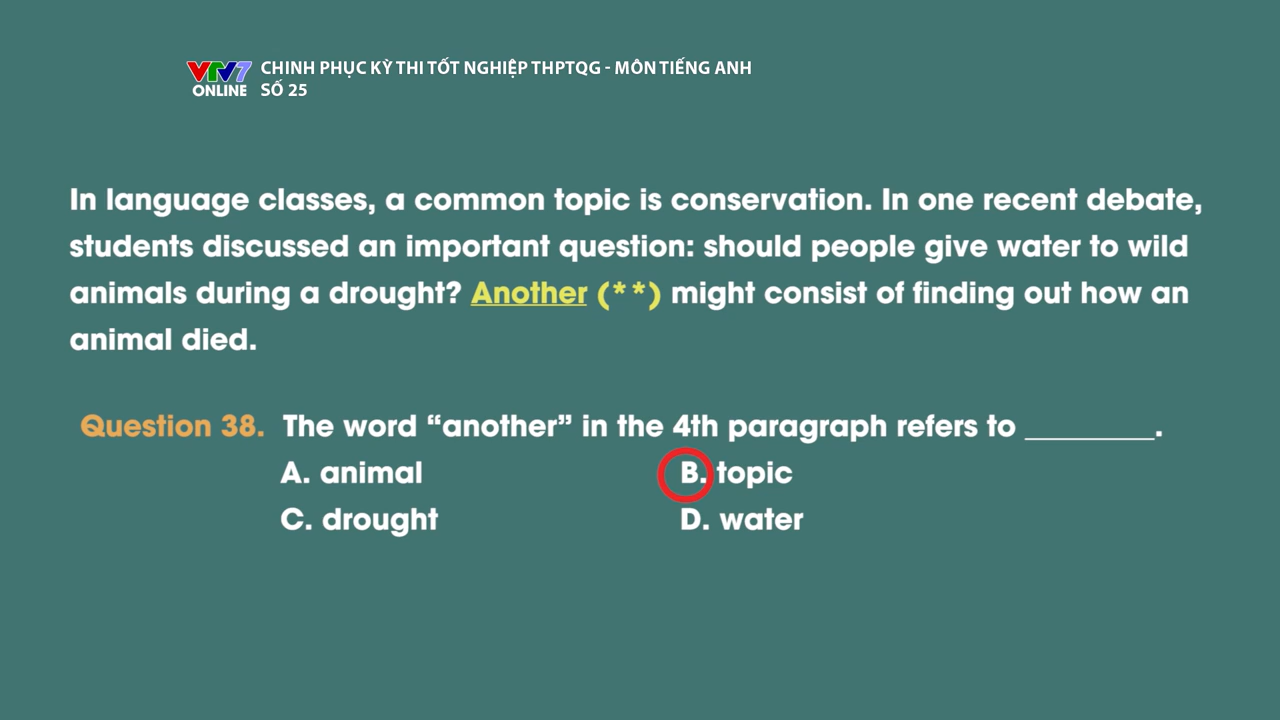 VTV7 ONLINE
CHINH PHỤC KỲ THI TỐT NGHIỆP THPTQG - MÔN TIẾNG ANH
SỐ 25
In language classes, a common topic is conservation. In one recent debate,
students discussed an important question: should people give water to wild
animals during a drought? Another (**) might consist of finding out how an
animal died.
Question 38. The word “another” in the 4th paragraph refers to _________.
A. animal B. topic
C. drought D. water